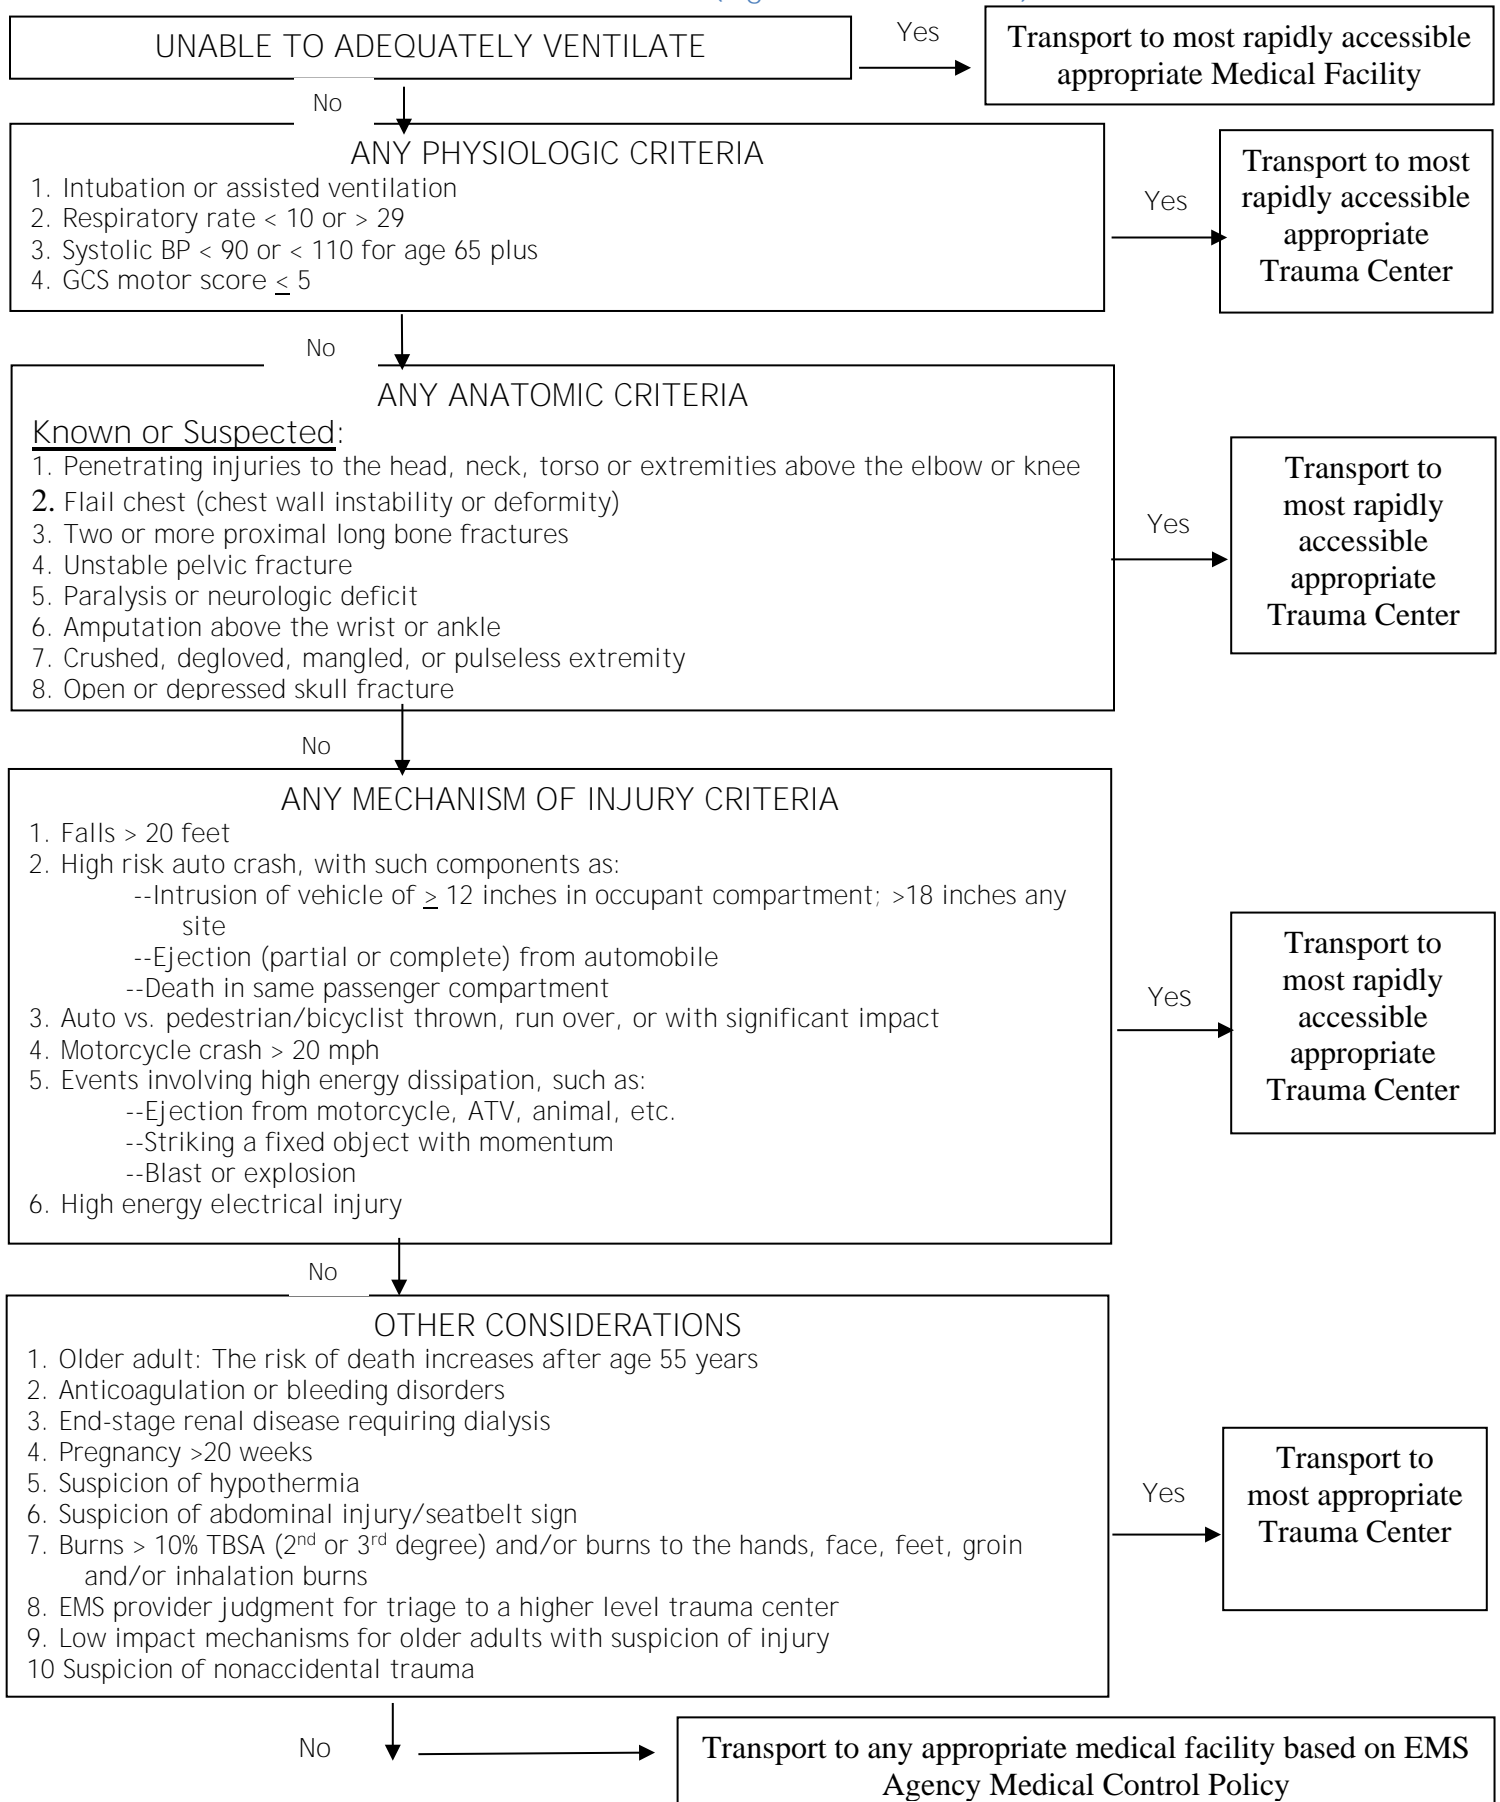 UNABLE TO ADEQUATELY VENTILATE
Yes
Transport to most rapidly accessible
appropriate Medical Facility
No
ANY PHYSIOLOGIC CRITERIA
1. Intubation or assisted ventilation
2. Respiratory rate < 10 or > 29
3. Systolic BP < 90 or < 110 for age 65 plus
4. GCS motor score ≤ 5
Yes
Transport to most
rapidly accessible
appropriate
Trauma Center
No
ANY ANATOMIC CRITERIA
Known or Suspected:
1. Penetrating injuries to the head, neck, torso or extremities above the elbow or knee
2. Flail chest (chest wall instability or deformity)
3. Two or more proximal long bone fractures
4. Unstable pelvic fracture
5. Paralysis or neurologic deficit
6. Amputation above the wrist or ankle
7. Crushed, degloved, mangled, or pulseless extremity
8. Open or depressed skull fracture
Yes
Transport to
most rapidly
accessible
appropriate
Trauma Center
No
ANY MECHANISM OF INJURY CRITERIA
1. Falls > 20 feet
2. High risk auto crash, with such components as:
--Intrusion of vehicle of ≥ 12 inches in occupant compartment; >18 inches any
site
--Ejection (partial or complete) from automobile
--Death in same passenger compartment
3. Auto vs. pedestrian/bicyclist thrown, run over, or with significant impact
4. Motorcycle crash > 20 mph
5. Events involving high energy dissipation, such as:
--Ejection from motorcycle, ATV, animal, etc.
--Striking a fixed object with momentum
--Blast or explosion
6. High energy electrical injury
Yes
Transport to
most rapidly
accessible
appropriate
Trauma Center
No
OTHER CONSIDERATIONS
1. Older adult: The risk of death increases after age 55 years
2. Anticoagulation or bleeding disorders
3. End-stage renal disease requiring dialysis
4. Pregnancy >20 weeks
5. Suspicion of hypothermia
6. Suspicion of abdominal injury/seatbelt sign
7. Burns > 10% TBSA (2nd or 3rd degree) and/or burns to the hands, face, feet, groin
and/or inhalation burns
8. EMS provider judgment for triage to a higher level trauma center
9. Low impact mechanisms for older adults with suspicion of injury
10 Suspicion of nonaccidental trauma
Yes
Transport to
most appropriate
Trauma Center
No
Transport to any appropriate medical facility based on EMS
Agency Medical Control Policy